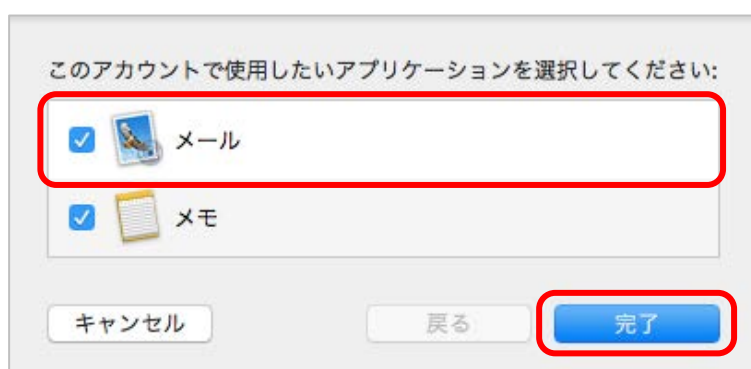 このアカウントで使用したいアプリケーションを選択してください:
メール
メモ
キャンセル 戻る 完了